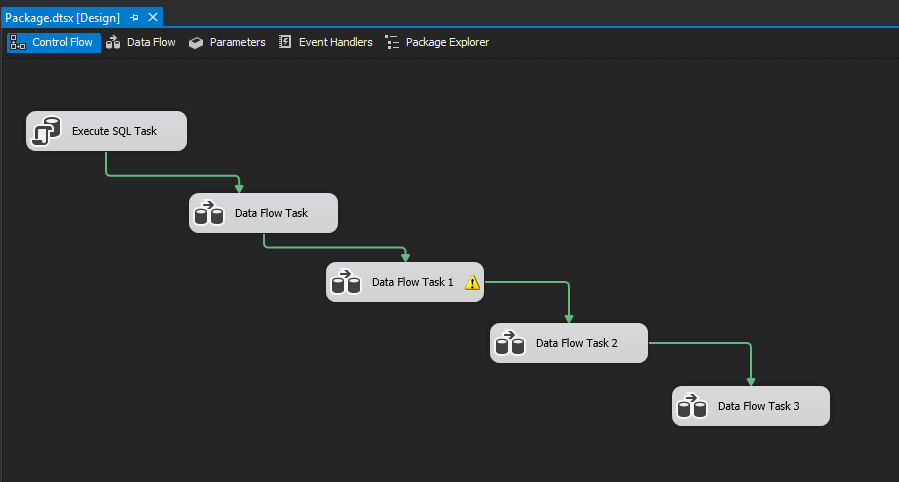 Package.dtsx [Design]
Control Flow Data Flow Parameters Event Handlers Package Explorer
Execute SQL Task
Data Flow Task
Data Flow Task 1
Data Flow Task 2
Data Flow Task 3